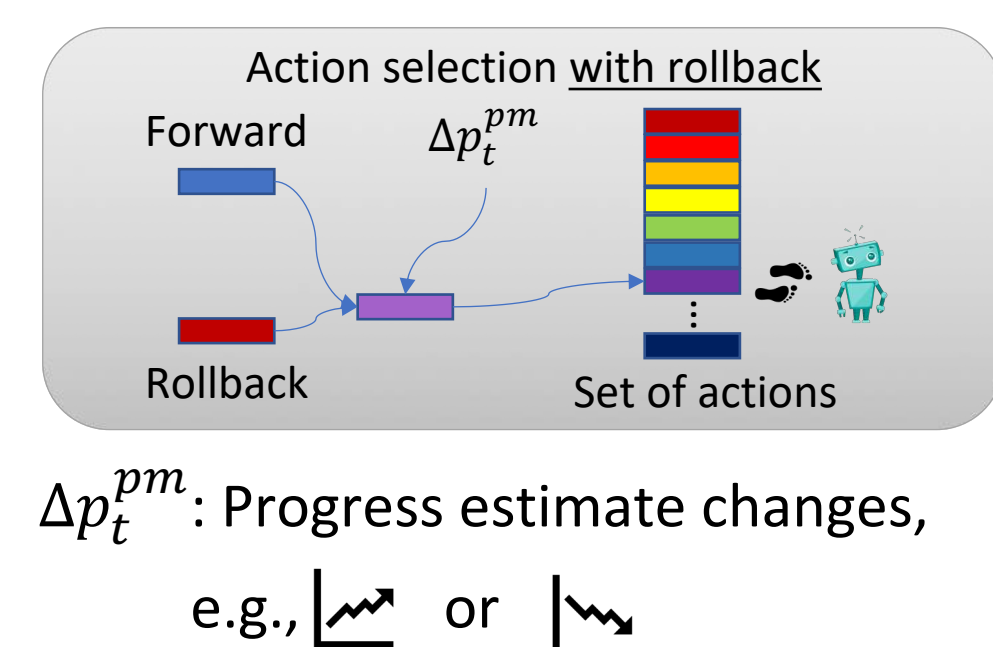 Action selection with rollback
Forward
Δp_t^{pm}
Rollback
⋮
Set of actions
Δp_t^{pm}: Progress estimate changes,
e.g., or